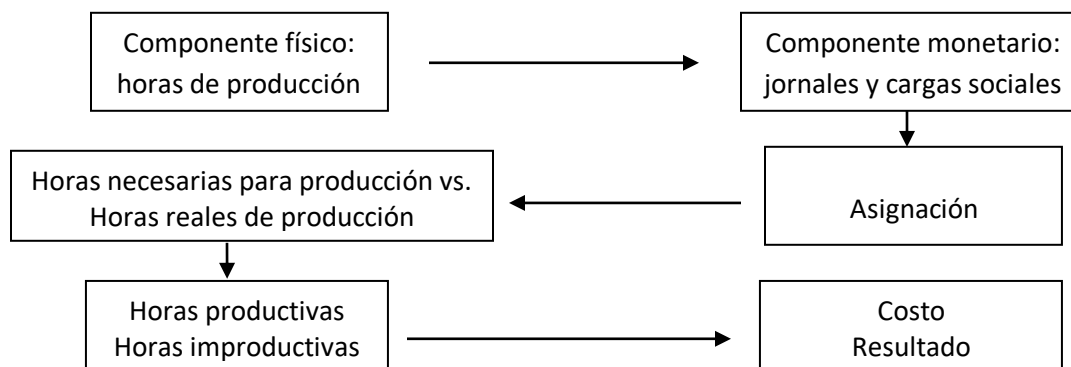 Componente físico:
horas de producción
Componente monetario:
jornales y cargas sociales
Asignación
Horas necesarias para producción vs.
Horas reales de producción
Horas productivas
Horas improductivas
Costo
Resultado